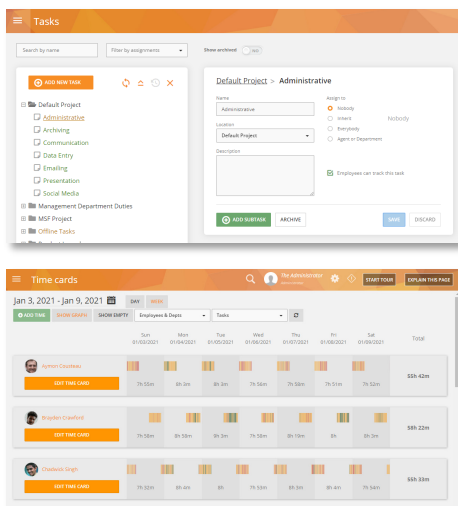 Tasks
Search by name
Filter by assignments
Show archived
NO
ADD NEW TASK
Default Project
Administrative
Archiving
Communication
Data Entry
Emailing
Presentation
Social Media
Management Department Duties
MSF Project
Offline Tasks
Default Project > Administrative
Name
Administrative
Location
Default Project
Description
Assign to
Nobody
Inherit Nobody
Everybody
Agent or Department
Employees can track this task
ADD SUBTASK ARCHIVE SAVE DISCARD
Time cards
The Administrator
START TOUR EXPLAIN THIS PAGE
Jan 3, 2021 - Jan 9, 2021 DAY WEEK
ADD TIME SHOW GRAPH SHOW EMPTY Employees & Depts Tasks
Sun Mon Tue Wed Thu Fri Sat
01/03/2021 01/04/2021 01/05/2021 01/06/2021 01/07/2021 01/08/2021 01/09/2021 Total
Aymon Cousteau
EDIT TIME CARD 7h 55m 8h 3m 8h 3m 7h 56m 7h 58m 7h 51m 7h 52m 55h 42m
Brayden Crawford
EDIT TIME CARD 7h 58m 8h 58m 8h 3m 7h 58m 8h 19m 8h 8h 3m 58h 22m
Chadwick Singh
EDIT TIME CARD 7h 52m 8h 4m 8h 7h 53m 8h 3m 8h 4m 7h 54m 55h 33m